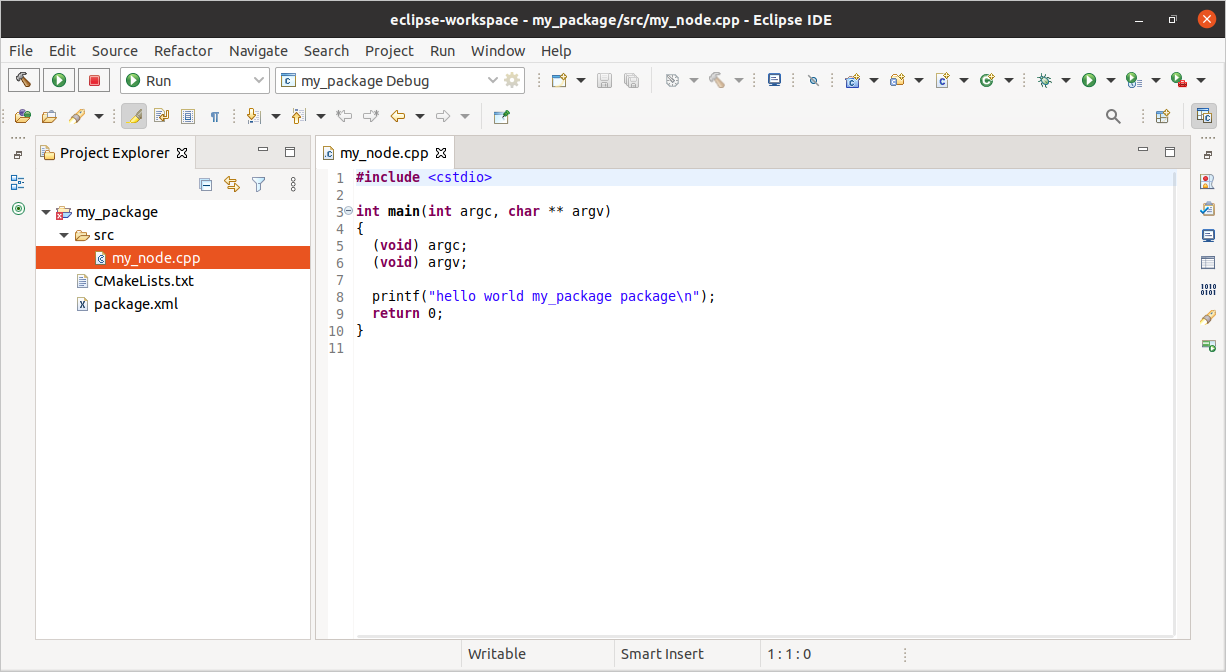 eclipse-workspace - my_package/src/my_node.cpp - Eclipse IDE
File Edit Source Refactor Navigate Search Project Run Window Help
Run my_package Debug
Project Explorer
my_package
src
my_node.cpp
CMakeLists.txt
package.xml
my_node.cpp
1 #include <cstdio>
2
3 int main(int argc, char ** argv)
4 {
5   (void) argc;
6   (void) argv;
7
8   printf("hello world my_package package\n");
9   return 0;
10 }
11
Writable Smart Insert 1 : 1 : 0